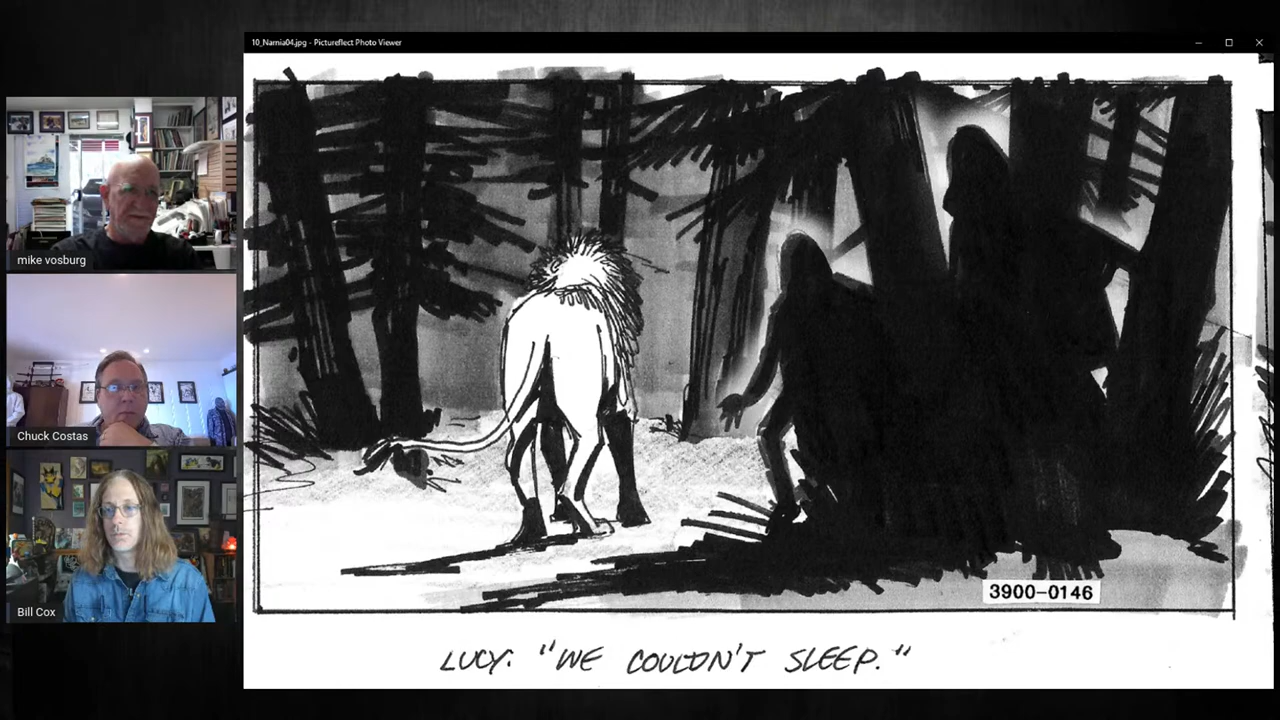 10_Narnia04.jpg - Pictureflect Photo Viewer
mike vosburg
Chuck Costas
Bill Cox
3900-0146
LUCY: "WE COULDN'T SLEEP."